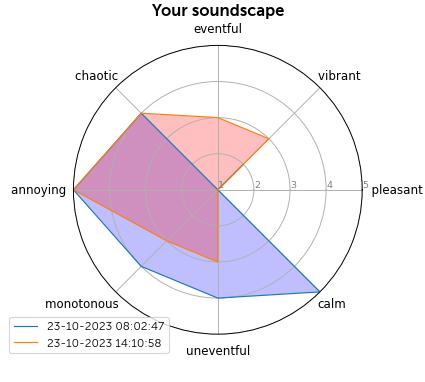 Your soundscape
eventful
chaotic
vibrant
annoying
1 2 3 4 5
pleasant
monotonous
calm
uneventful
23-10-2023 08:02:47
23-10-2023 14:10:58